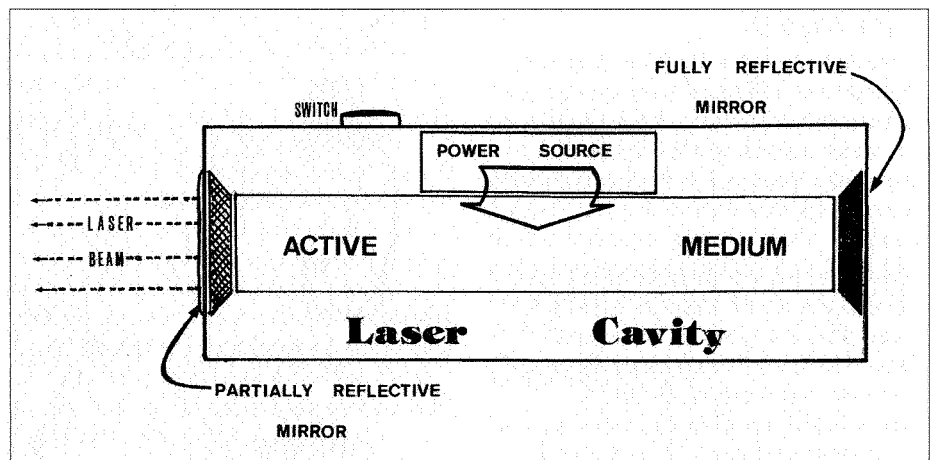 FULLY REFLECTIVE
MIRROR
SWITCH
POWER SOURCE
LASER
BEAM
ACTIVE MEDIUM
Laser Cavity
PARTIALLY REFLECTIVE
MIRROR